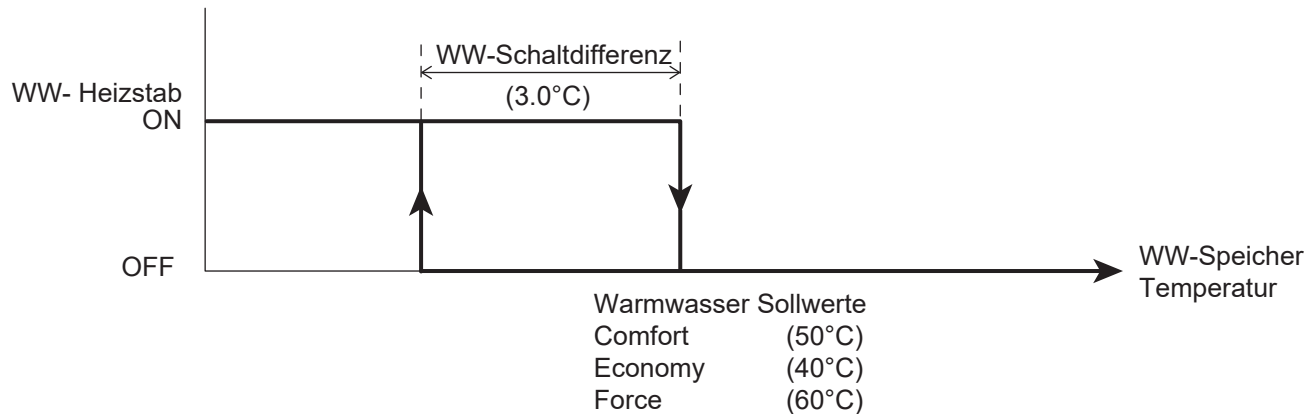 WW-Schaltdifferenz
(3.0°C)
WW- Heizstab
ON
OFF
WW-Speicher
Temperatur
Warmwasser Sollwerte
Comfort (50°C)
Economy (40°C)
Force (60°C)